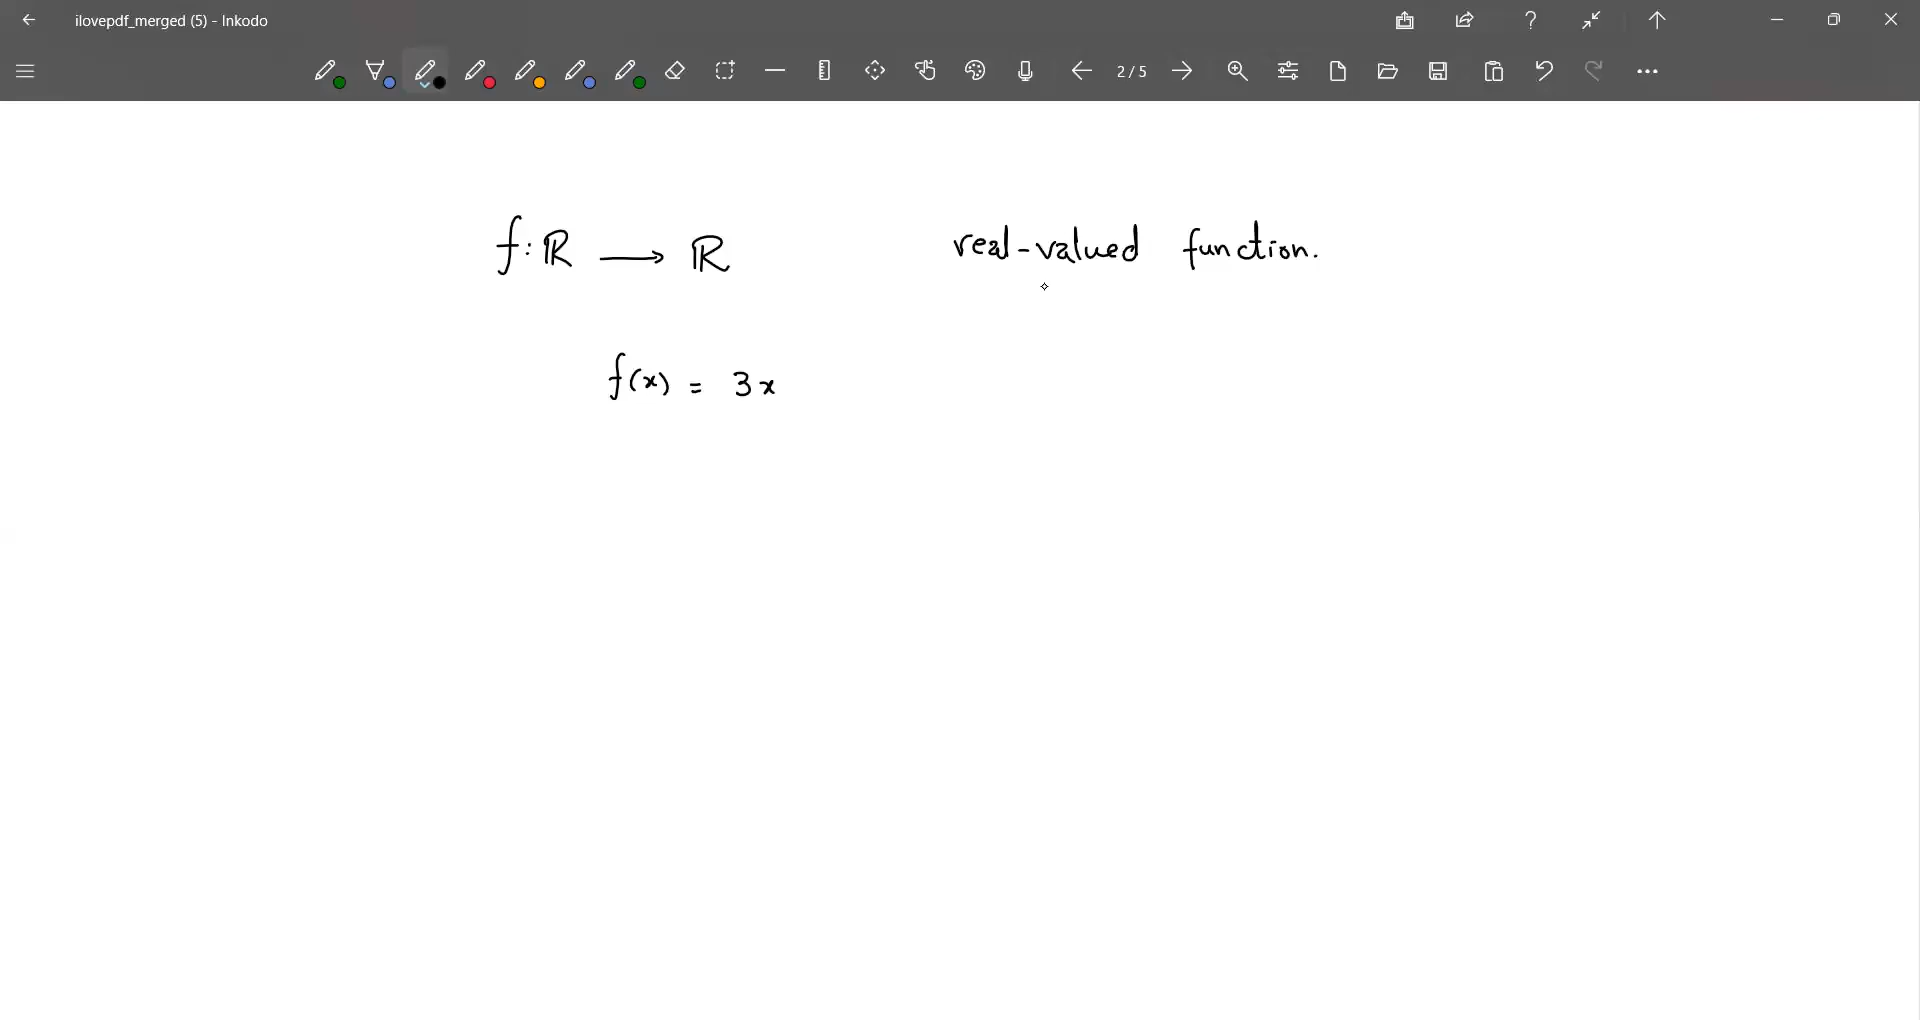 ilovepdf_merged (5) - Inkodo
2 / 5
f: ℝ ⟶ ℝ real-valued function.
f(x) = 3x